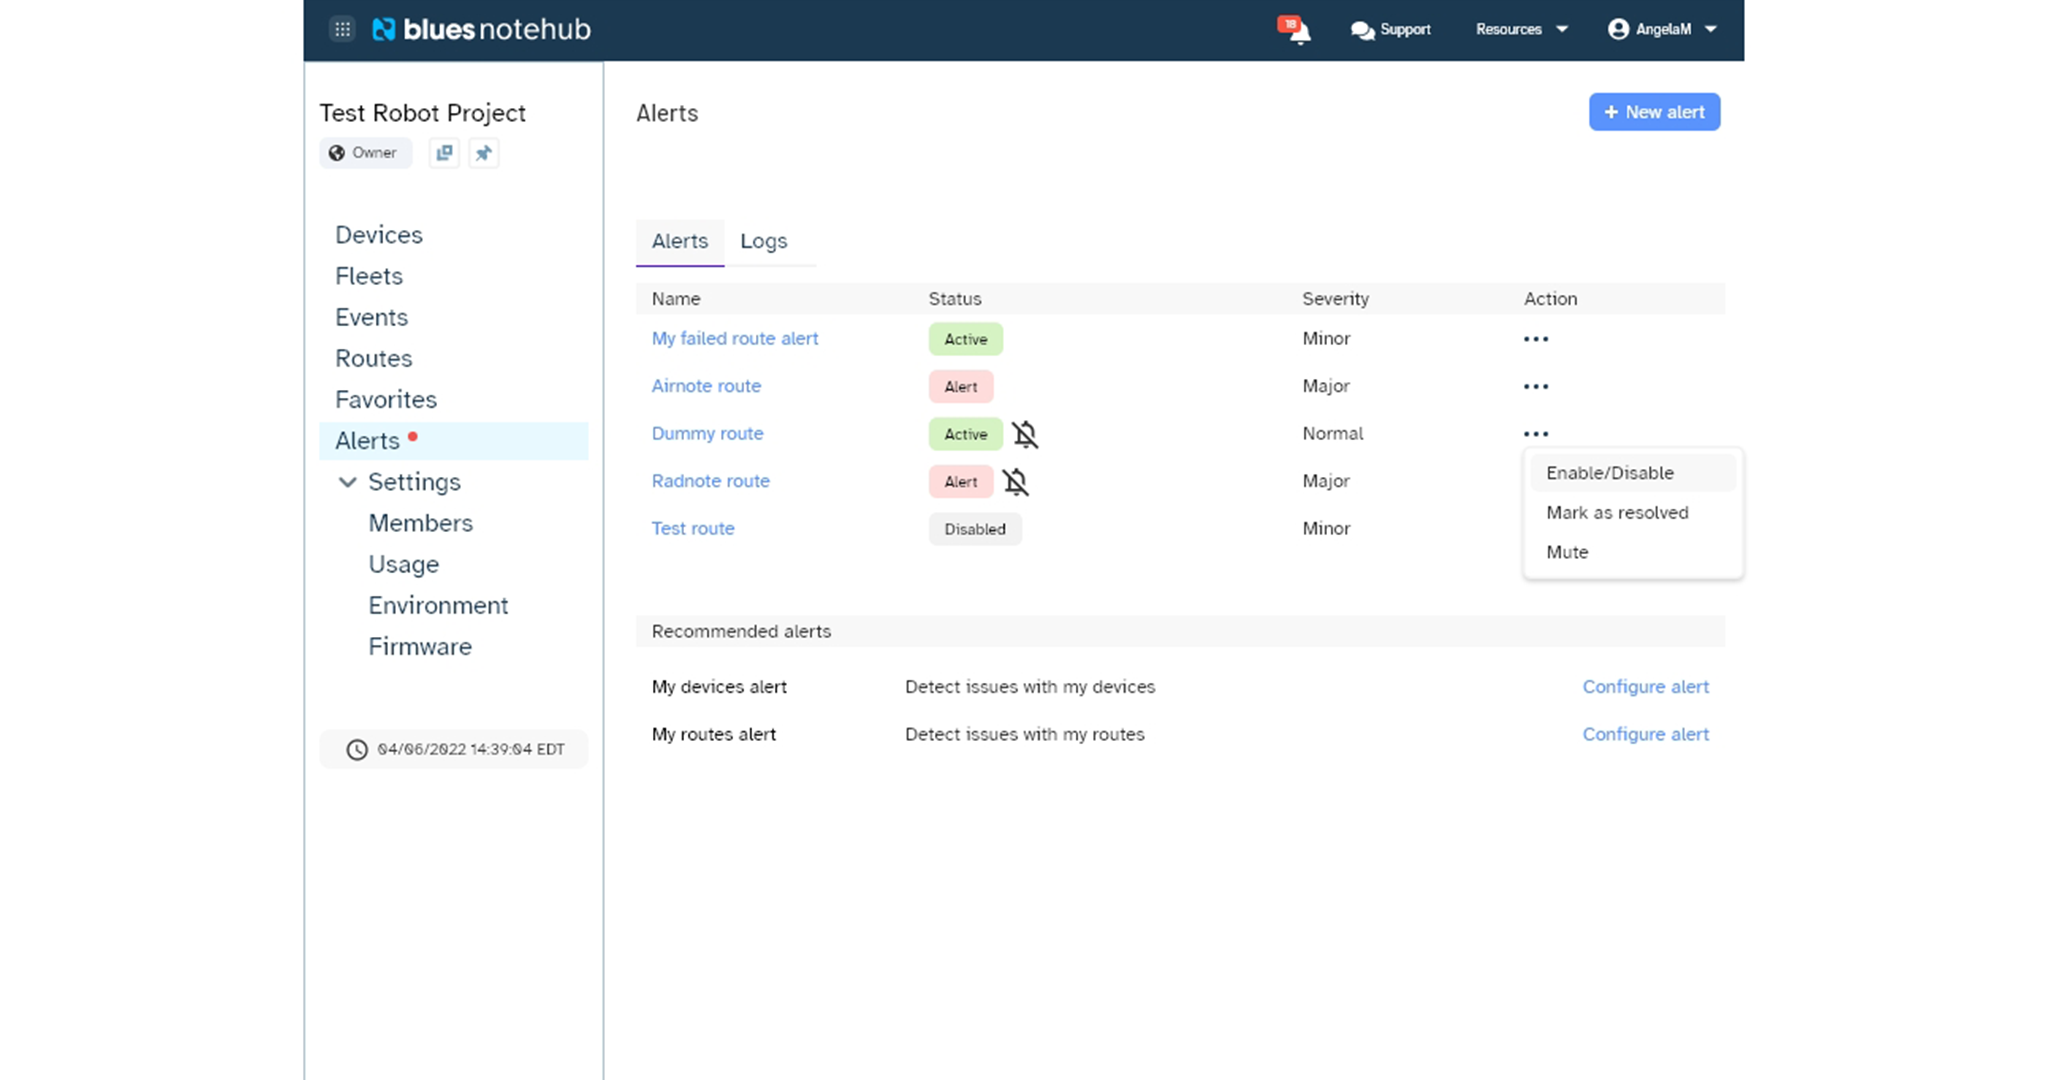 blues notehub
18
Support
Resources
AngelaM
Test Robot Project
Owner
Devices
Fleets
Events
Routes
Favorites
Alerts
Settings
Members
Usage
Environment
Firmware
04/06/2022 14:39:04 EDT
Alerts
+ New alert
Alerts Logs
Name Status Severity Action
My failed route alert Active Minor
Airnote route Alert Major
Dummy route Active Normal
Radnote route Alert Major
Test route Disabled Minor
Enable/Disable
Mark as resolved
Mute
Recommended alerts
My devices alert Detect issues with my devices Configure alert
My routes alert Detect issues with my routes Configure alert